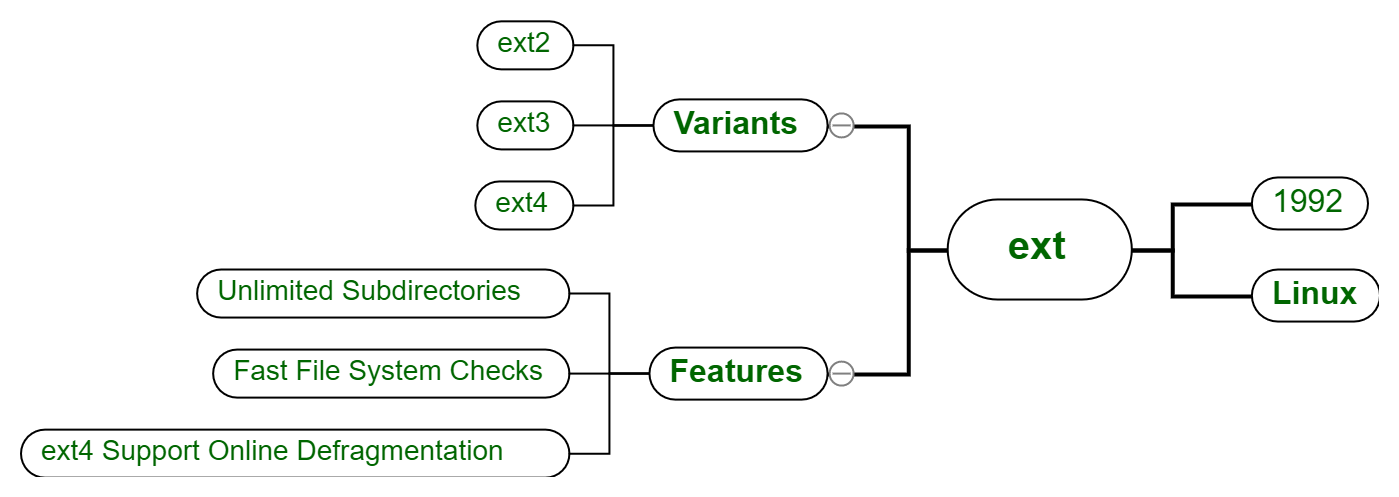 ext2
ext3
ext4
Variants
Unlimited Subdirectories
Fast File System Checks
ext4 Support Online Defragmentation
Features
ext
1992
Linux